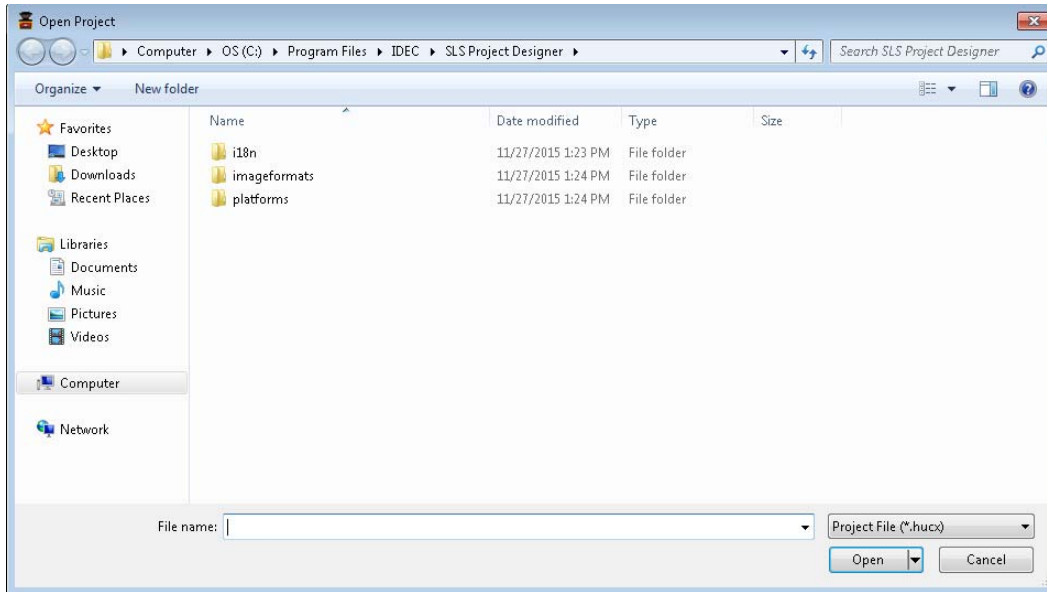 Open Project
Computer OS (C:) Program Files IDEC SLS Project Designer Search SLS Project Designer
Organize New folder
Favorites
Desktop
Downloads
Recent Places
Libraries
Documents
Music
Pictures
Videos
Computer
Network
Name Date modified Type Size
i18n 11/27/2015 1:23 PM File folder
imageformats 11/27/2015 1:24 PM File folder
platforms 11/27/2015 1:24 PM File folder
File name: Project File (*.hucx)
Open Cancel